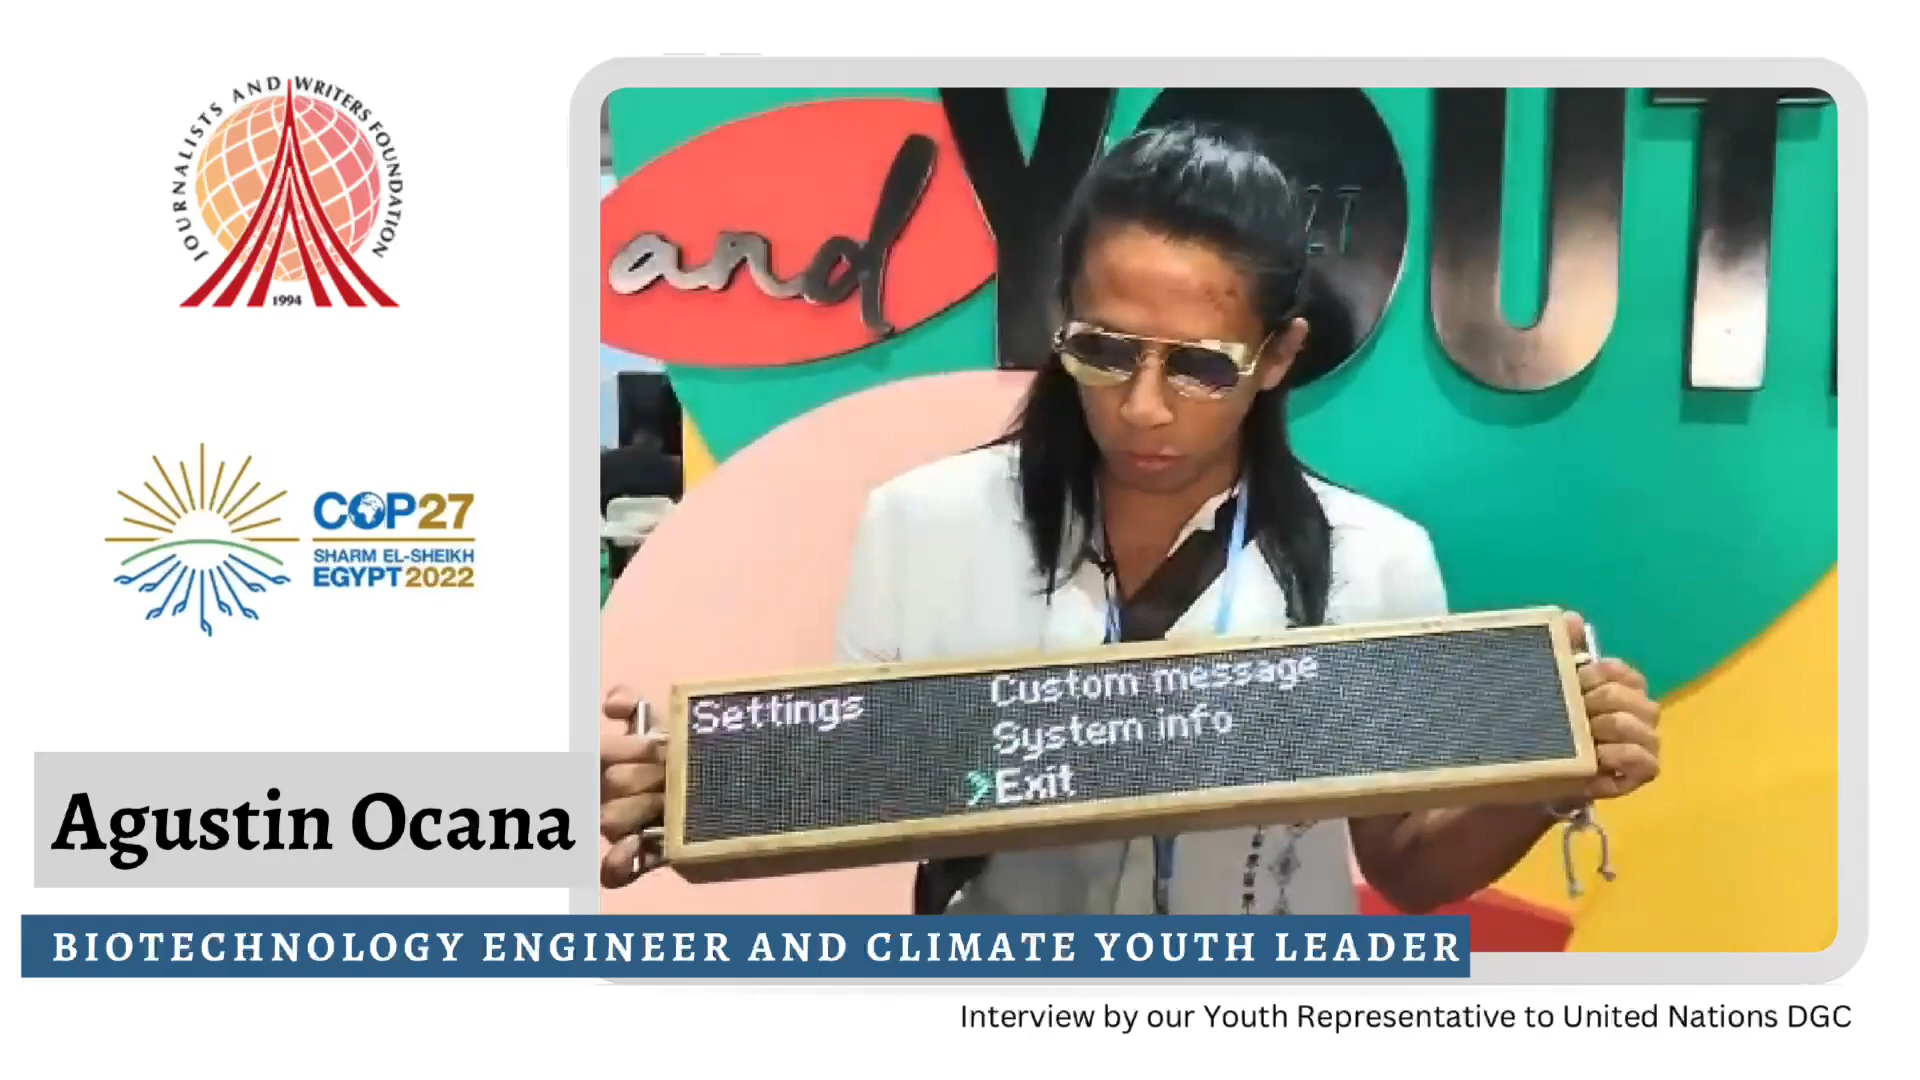 JOURNALISTS AND WRITERS FOUNDATION
1994
COP27
SHARM EL-SHEIKH
EGYPT 2022
and YOUT
Settings
Custom message
System info
>Exit
Agustin Ocana
BIOTECHNOLOGY ENGINEER AND CLIMATE YOUTH LEADER
Interview by our Youth Representative to United Nations DGC